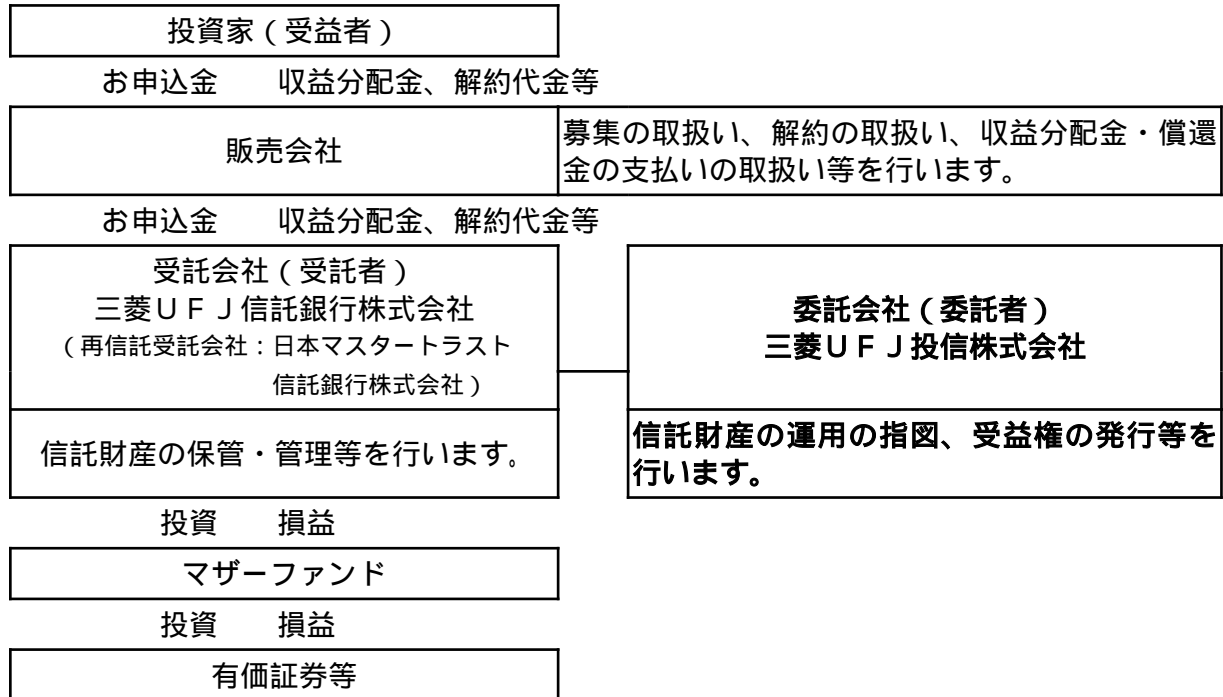 投資家(受益者)
お申込金　収益分配金、解約代金等
販売会社
募集の取扱い、解約の取扱い、収益分配金・償還
金の支払いの取扱い等を行います。
お申込金　収益分配金、解約代金等
受託会社(受託者)
三菱UFJ信託銀行株式会社
(再信託受託会社:日本マスタートラスト
信託銀行株式会社)
委託会社(委託者)
三菱UFJ投信株式会社
信託財産の保管・管理等を行います。
信託財産の運用の指図、受益権の発行等を
行います。
投資　損益
マザーファンド
投資　損益
有価証券等